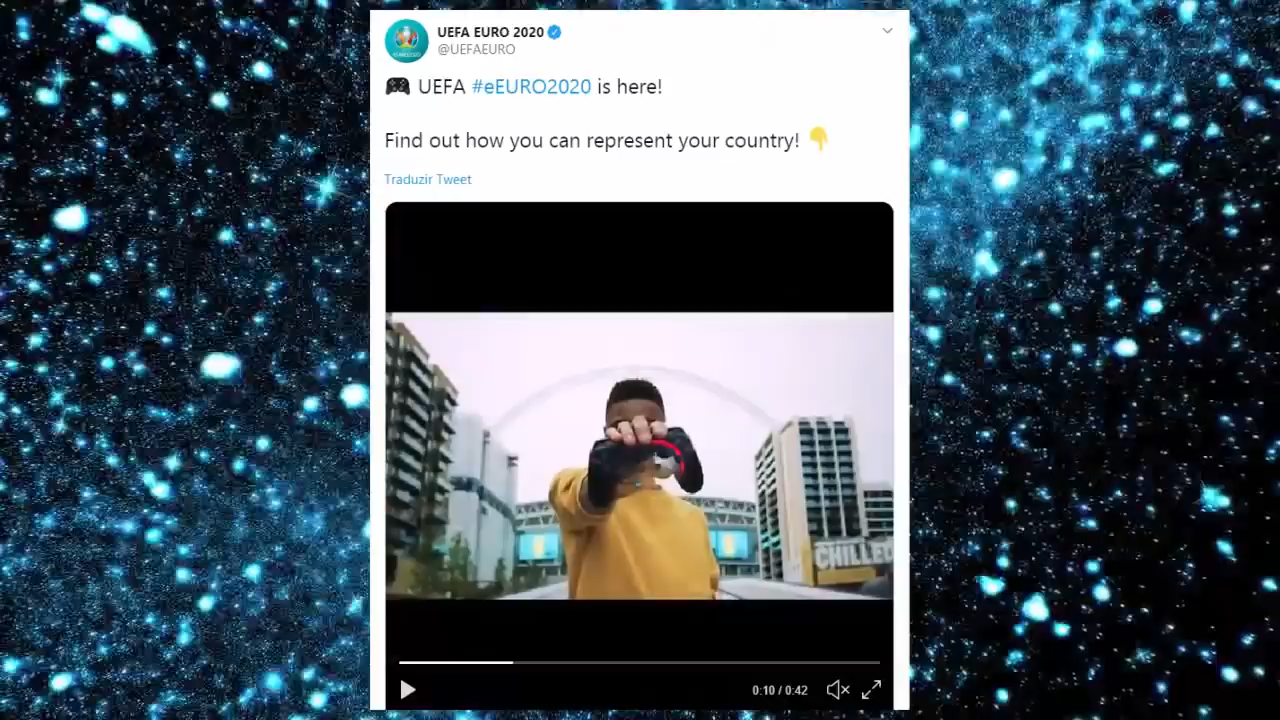 UEFA EURO 2020
@UEFAEURO
UEFA #eEURO2020 is here!
Find out how you can represent your country!
Traduzir Tweet
CHILLED
0:10 / 0:42